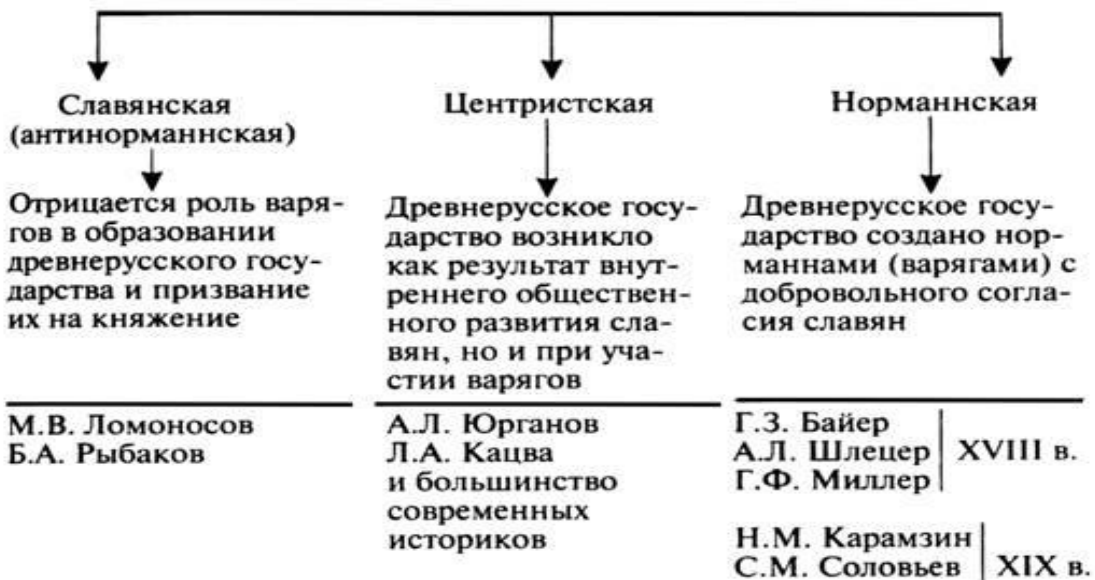 Славянская
(антинорманнская)
Отрицается роль варя-
гов в образовании
древнерусского госу-
дарства и призвание
их на княжение
М.В. Ломоносов
Б.А. Рыбаков
Центристская
Древнерусское госу-
дарство возникло
как результат внут-
реннего обществен-
ного развития сла-
вян, но и при уча-
стии варягов
А.Л. Юрганов
Л.А. Кацва
и большинство
современных
историков
Норманнская
Древнерусское госу-
дарство создано нор-
маннами (варягами) с
добровольного согла-
сия славян
Г.З. Байер
А.Л. Шлецер
Г.Ф. Миллер
XVIII в.
Н.М. Карамзин
С.М. Соловьев
XIX в.